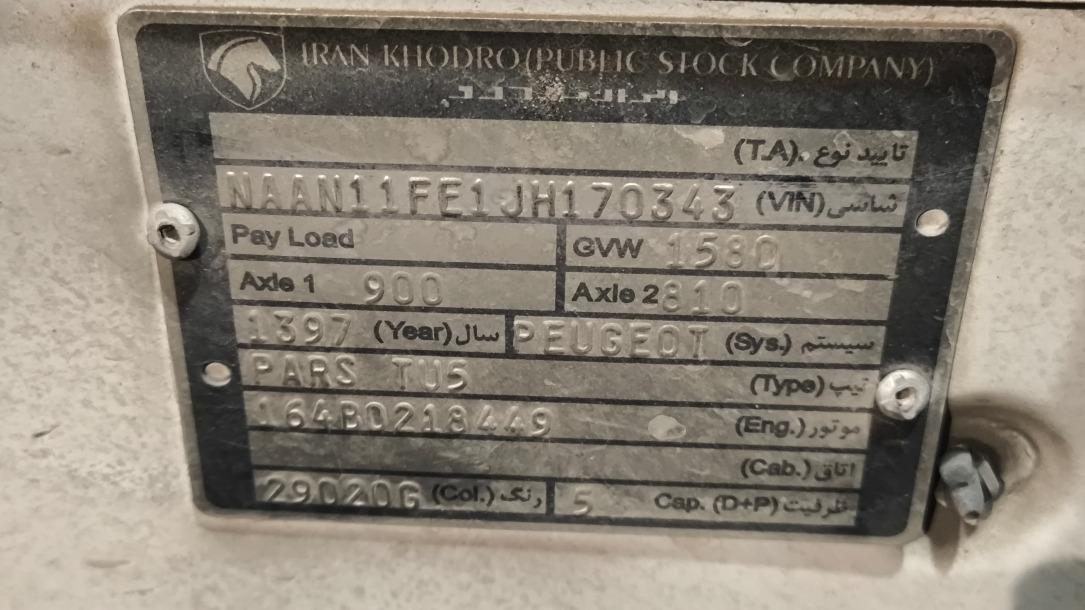 IRAN KHODRO (PUBLIC STOCK COMPANY)
تایید نوع (T.A.)
NAAN11FE1JH170343 (VIN) شاسی
Pay Load GVW 1580
Axle 1 900 Axle 2 810
1397 (Year) سال PEUGEOT (Sys.) سیستم
PARS TU5 (Type) تیپ
164B0218449 (Eng.) موتور
(Cab.) اتاق
29020G (Col.) رنگ 5 Cap. (D+P) ظرفیت